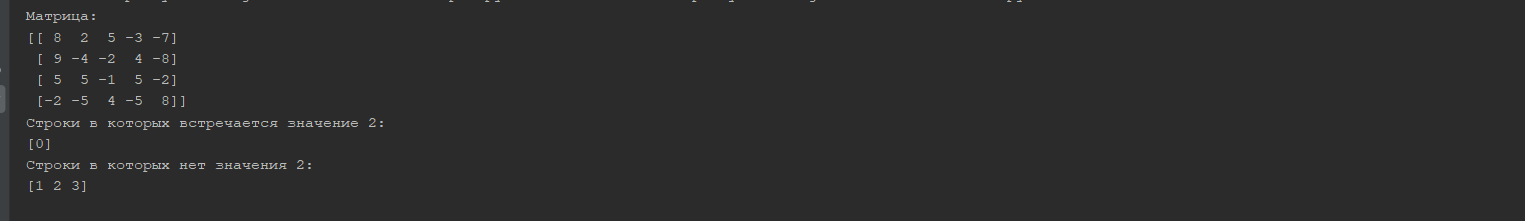 Матрица:
[[ 8  2  5 -3 -7]
 [ 9 -4 -2  4 -8]
 [ 5  5 -1  5 -2]
 [-2 -5  4 -5  8]]
Строки в которых встречается значение 2:
[0]
Строки в которых нет значения 2:
[1 2 3]